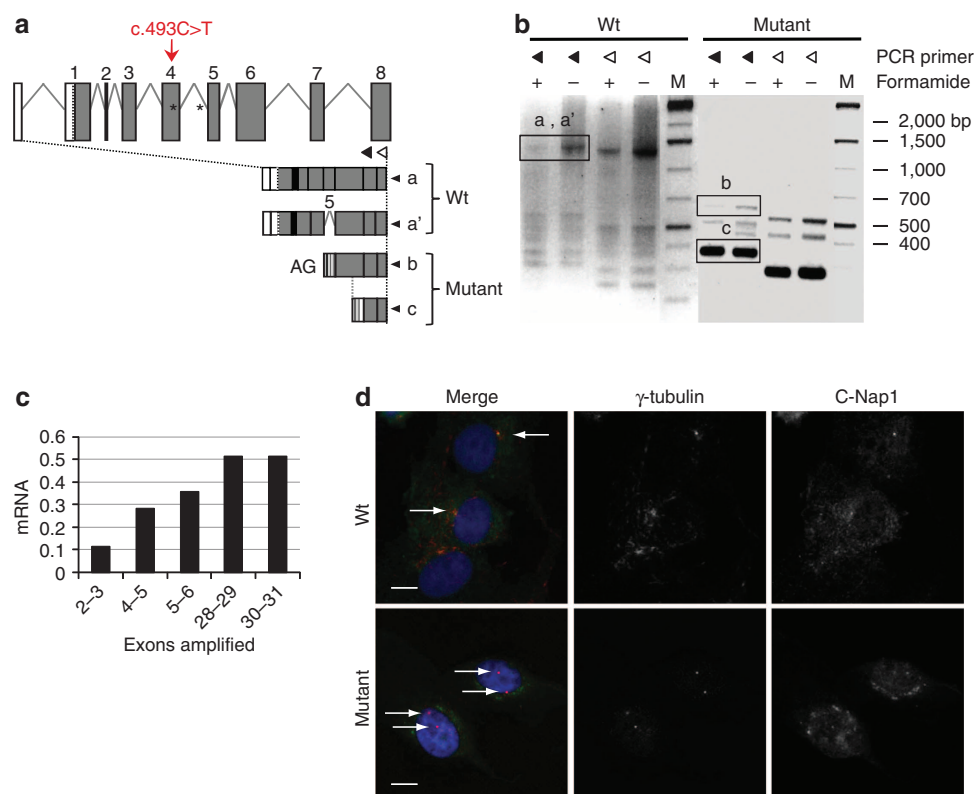 a
c.493C>T
1 2 3 4 5 6 7 8
* *
a
5
a'
Wt
AG
b
c
Mutant
b
Wt Mutant
PCR primer
+ − + − M + − + − M Formamide
a , a'
b
c
2,000 bp
1,500
1,000
700
500
400
c
mRNA
0.6
0.5
0.4
0.3
0.2
0.1
0
2–3
4–5
5–6
28–29
30–31
Exons amplified
d
Merge γ-tubulin C-Nap1
Wt
Mutant